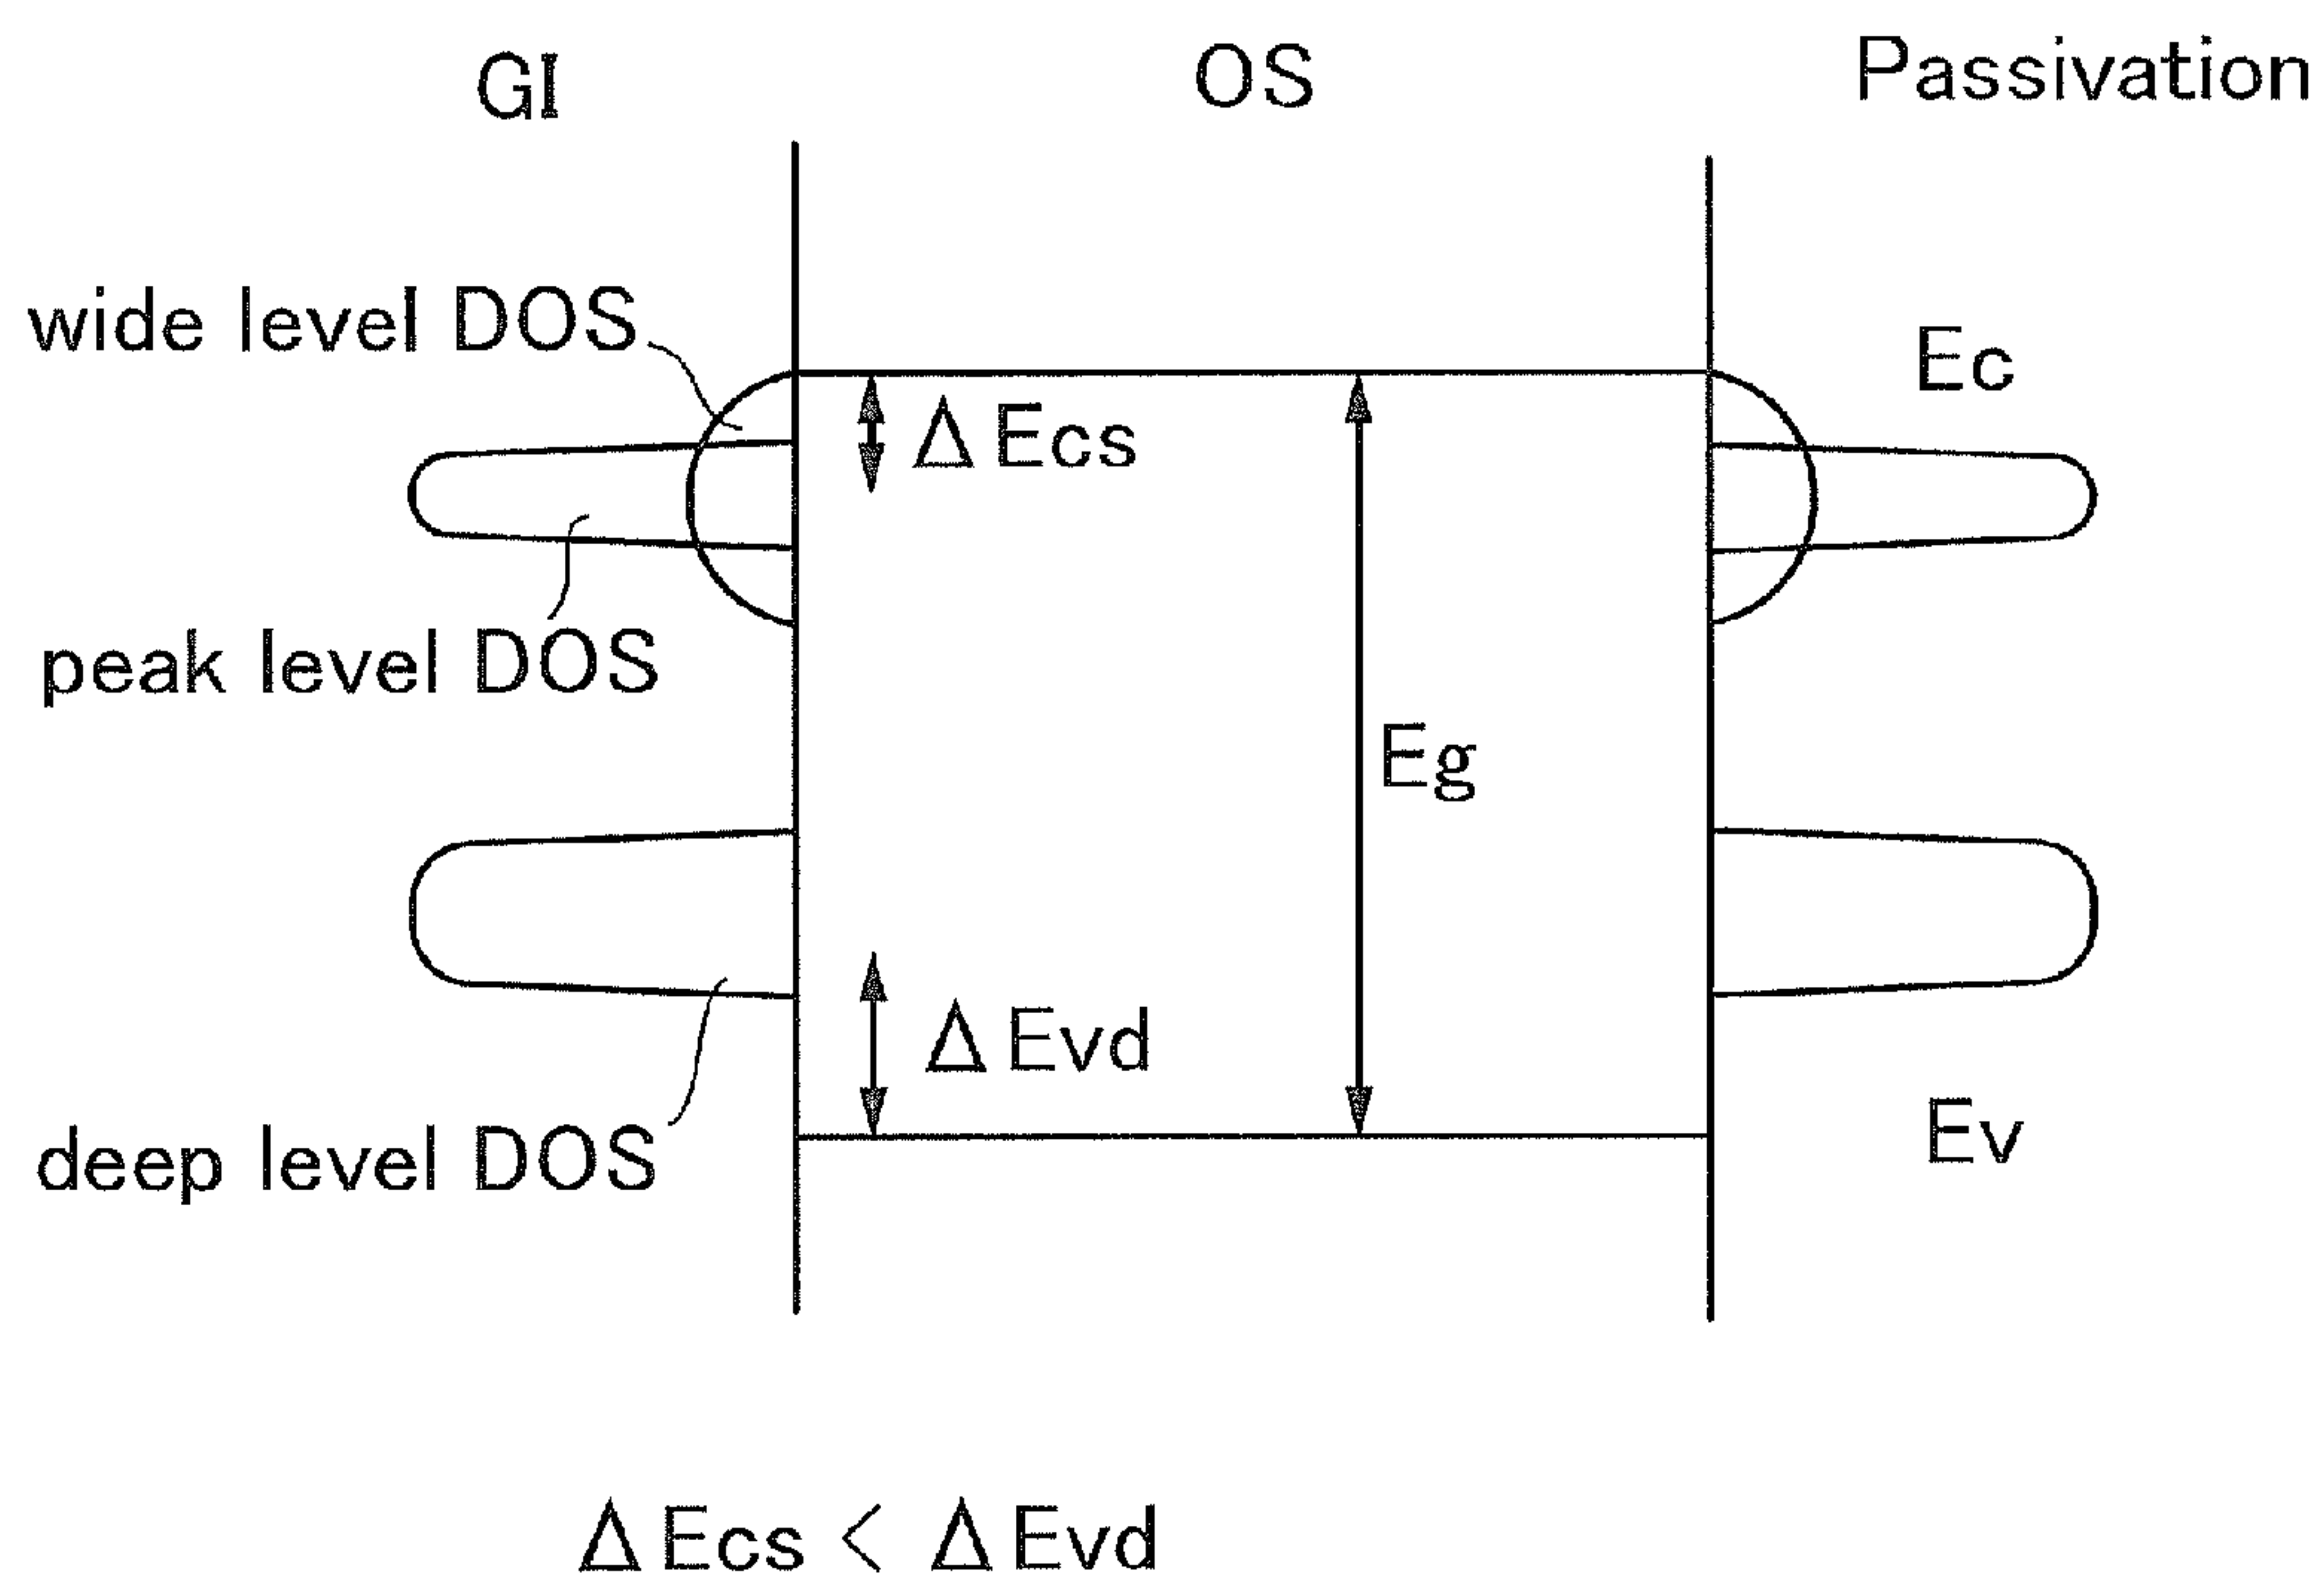 GI
OS
Passivation
wide level DOS
Ec
ΔEcs
peak level DOS
Eg
ΔEvd
deep level DOS
Ev
ΔEcs < ΔEvd